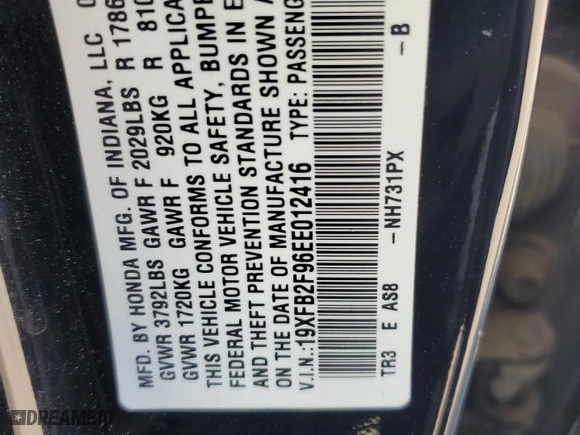 MFD. BY HONDA MFG. OF INDIANA, LLC
GVWR 3792LBS GAWR F 2029LBS R 1786
GVWR 1720KG GAWR F 920KG R 810
THIS VEHICLE CONFORMS TO ALL APPLICA
FEDERAL MOTOR VEHICLE SAFETY, BUMPE
AND THEFT PREVENTION STANDARDS IN E
ON THE DATE OF MANUFACTURE SHOWN A
V.I.N.:19XFB2F96EE012416 TYPE: PASSENG
TR3 E AS8 -NH731PX -B
DREAMBID